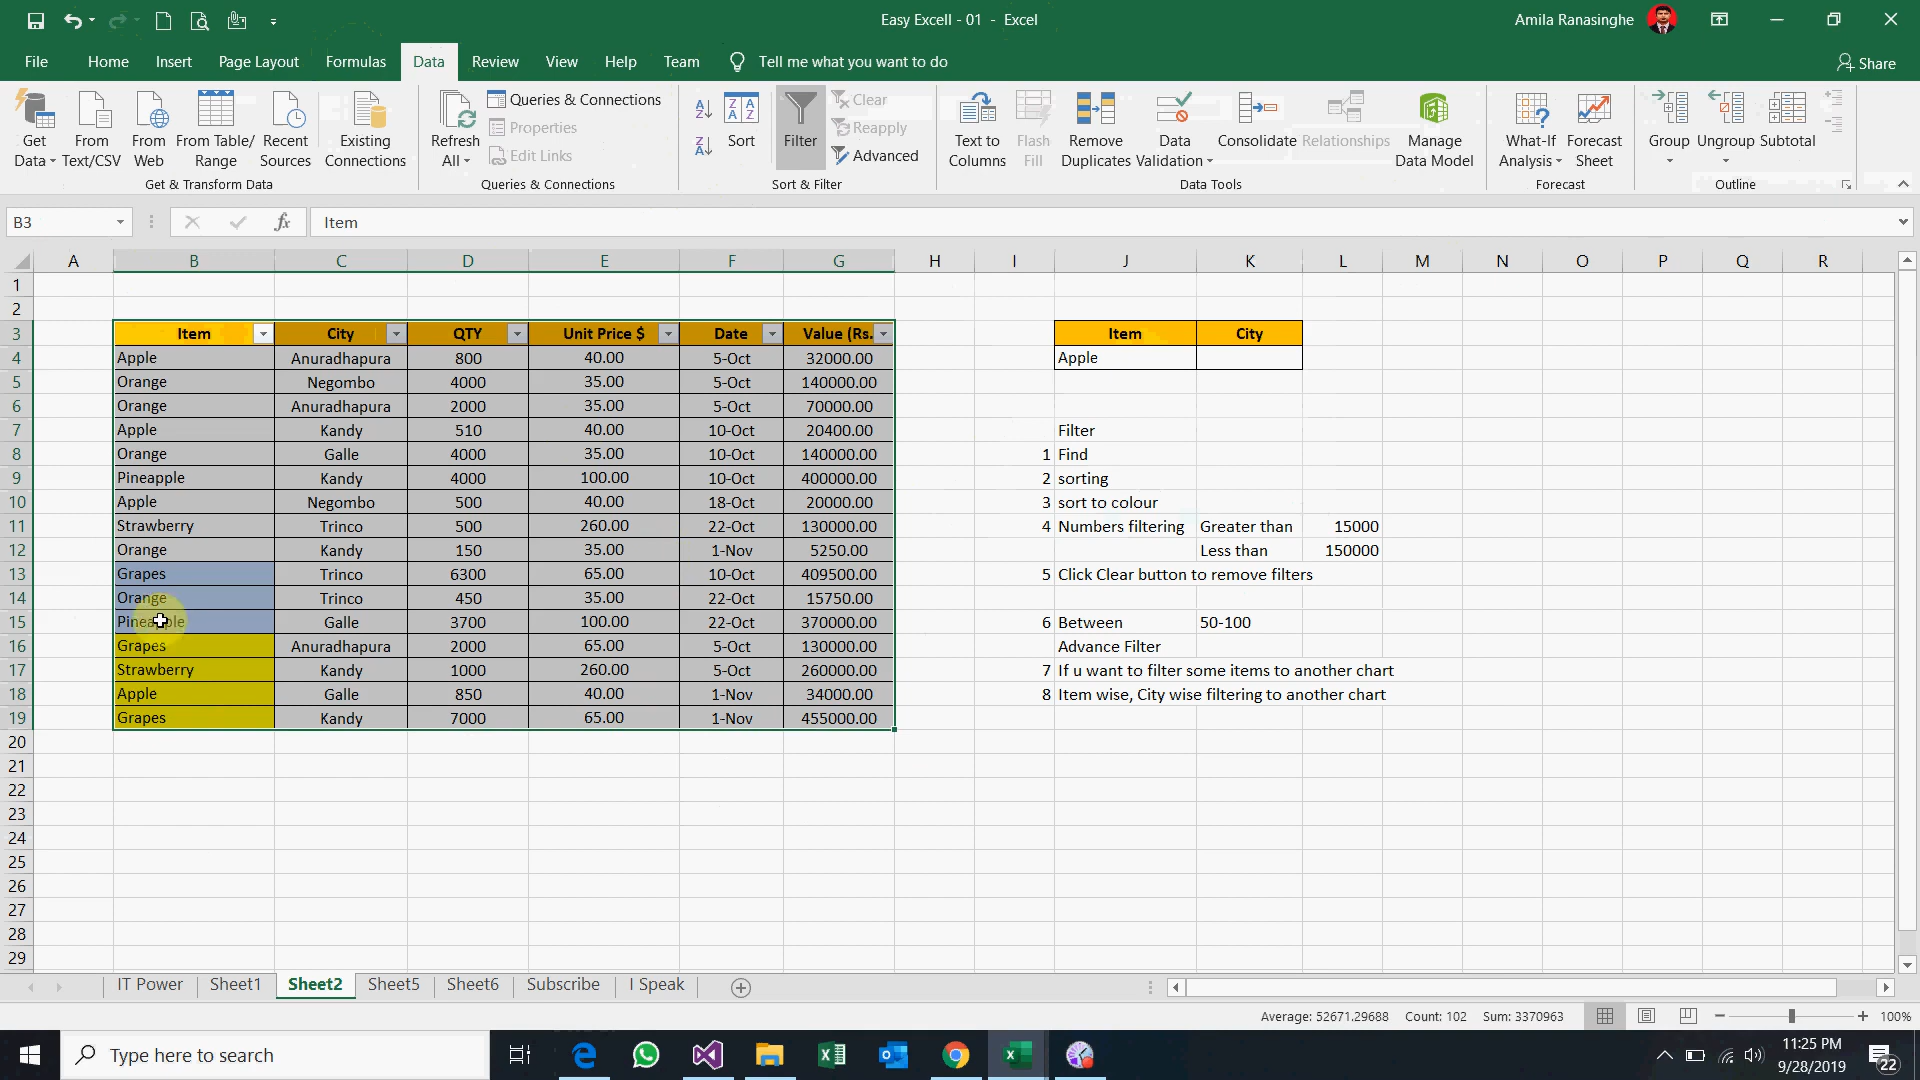 Easy Excell - 01 - Excel
Amila Ranasinghe
File Home Insert Page Layout Formulas Data Review View Help Team Tell me what you want to do Share
Get Data
From Text/CSV
From Web
From Table/ Range
Recent Sources
Existing Connections
Get & Transform Data
Refresh All
Queries & Connections
Properties
Edit Links
Queries & Connections
Sort
Filter
Clear
Reapply
Advanced
Sort & Filter
Text to Columns
Flash Fill
Remove Duplicates
Data Validation
Consolidate
Relationships
Manage Data Model
Data Tools
What-If Analysis
Forecast Sheet
Forecast
Group
Ungroup
Subtotal
Outline
B3 fx Item
A B C D E F G H I J K L M N O P Q R
1
2
3 Item City QTY Unit Price $ Date Value (Rs. Item City
4 Apple Anuradhapura 800 40.00 5-Oct 32000.00 Apple
5 Orange Negombo 4000 35.00 5-Oct 140000.00
6 Orange Anuradhapura 2000 35.00 5-Oct 70000.00
7 Apple Kandy 510 40.00 10-Oct 20400.00 Filter
8 Orange Galle 4000 35.00 10-Oct 140000.00 1 Find
9 Pineapple Kandy 4000 100.00 10-Oct 400000.00 2 sorting
10 Apple Negombo 500 40.00 18-Oct 20000.00 3 sort to colour
11 Strawberry Trinco 500 260.00 22-Oct 130000.00 4 Numbers filtering Greater than 15000
12 Orange Kandy 150 35.00 1-Nov 5250.00 Less than 150000
13 Grapes Trinco 6300 65.00 10-Oct 409500.00 5 Click Clear button to remove filters
14 Orange Trinco 450 35.00 22-Oct 15750.00
15 Pineapple Galle 3700 100.00 22-Oct 370000.00 6 Between 50-100
16 Grapes Anuradhapura 2000 65.00 5-Oct 130000.00 Advance Filter
17 Strawberry Kandy 1000 260.00 5-Oct 260000.00 7 If u want to filter some items to another chart
18 Apple Galle 850 40.00 1-Nov 34000.00 8 Item wise, City wise filtering to another chart
19 Grapes Kandy 7000 65.00 1-Nov 455000.00
20
21
22
23
24
25
26
27
28
29
IT Power Sheet1 Sheet2 Sheet5 Sheet6 Subscribe I Speak
Average: 52671.29688 Count: 102 Sum: 3370963 100%
Type here to search
11:25 PM
9/28/2019
22